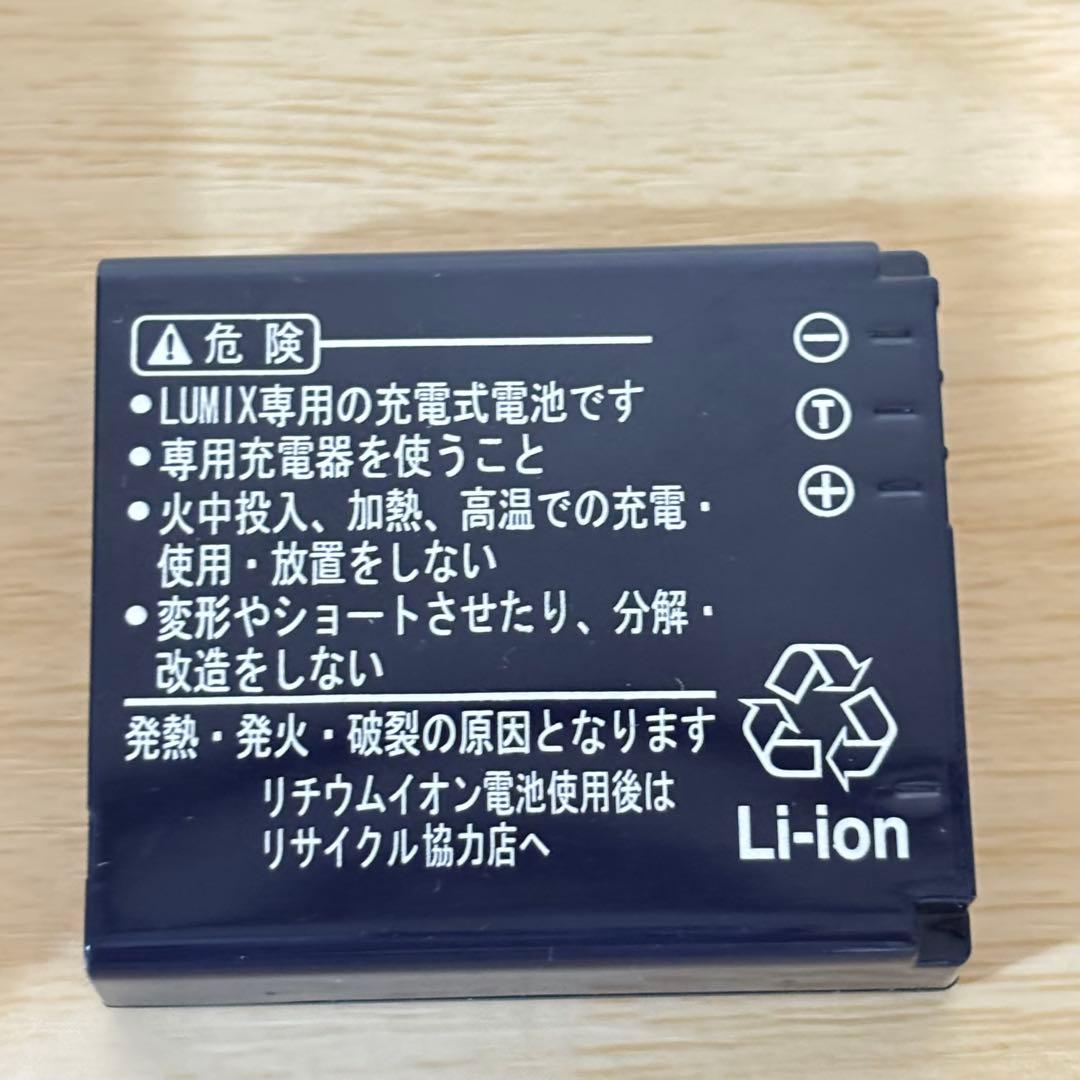 危険
●LUMIX専用の充電式電池です
●専用充電器を使うこと
●火中投入、加熱、高温での充電・
使用・放置をしない
●変形やショートさせたり、分解・
改造をしない
発熱・発火・破裂の原因となります
リチウムイオン電池使用後は
リサイクル協力店へ
⊖
T
⊕
Li-ion